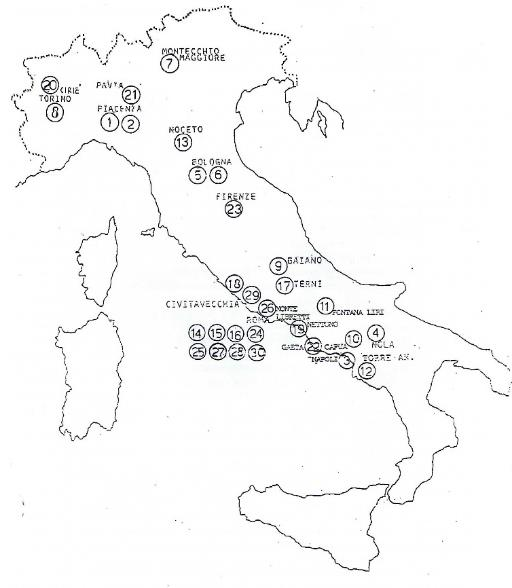 MONTECCHIO
MAGGIORE
7
20
CIRIE'
PAVIA
21
TORINO
8
PIACENZA
1 2
NOCETO
13
BOLOGNA
5 6
FIRENZE
23
9 GAIANO
18
17 TERNI
29
CIVITAVECCHIA
26 MONTE
LIBRETTI
11 FONTANA LIRI
ROMA
19 NETTUNO
14 15 16 24
10
4
NOLA
GAETA 22 CAPUA
25 27 28 30
NAPOLI 3
TORRE AN.
12